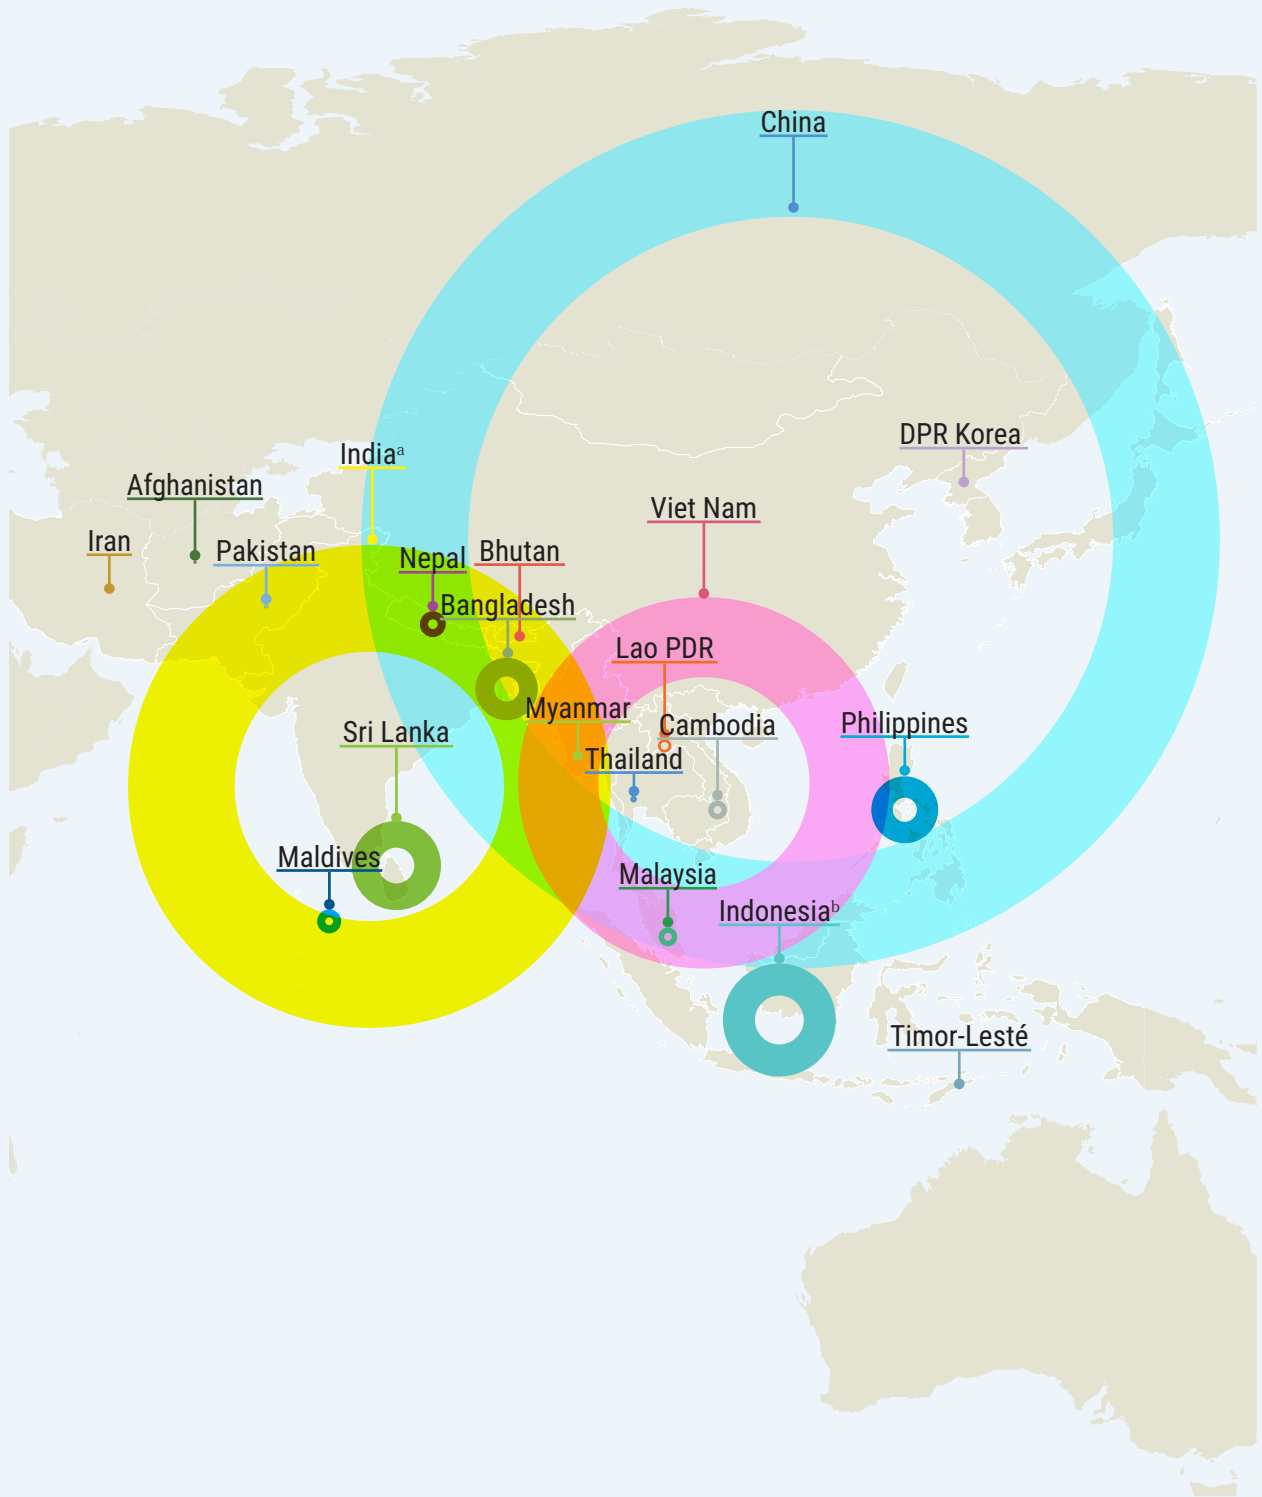 China
DPR Korea
Indiaᵃ
Afghanistan
Viet Nam
Iran
Pakistan
Nepal
Bhutan
Bangladesh
Lao PDR
Myanmar
Cambodia
Philippines
Sri Lanka
Thailand
Maldives
Malaysia
Indonesiaᵇ
Timor-Lesté